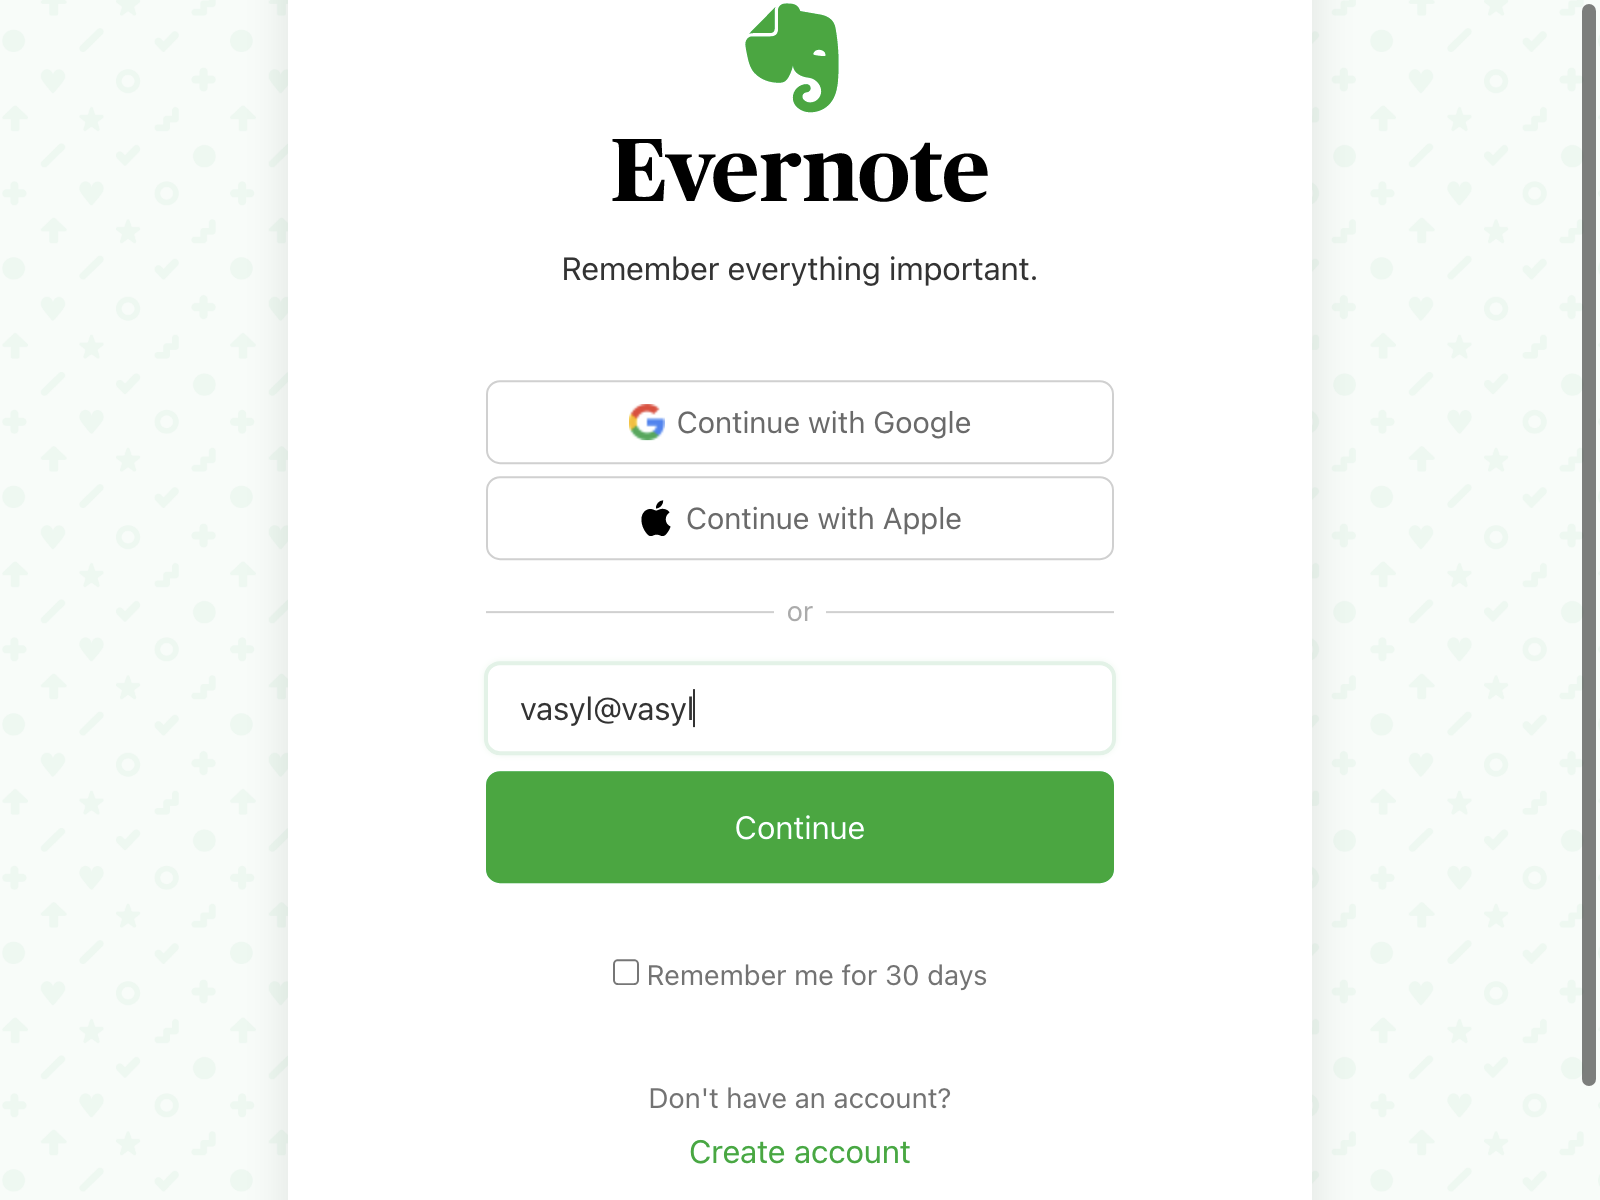 Evernote
Remember everything important.
Continue with Google
Continue with Apple
or
vasyl@vasyl
Continue
Remember me for 30 days
Don't have an account?
Create account